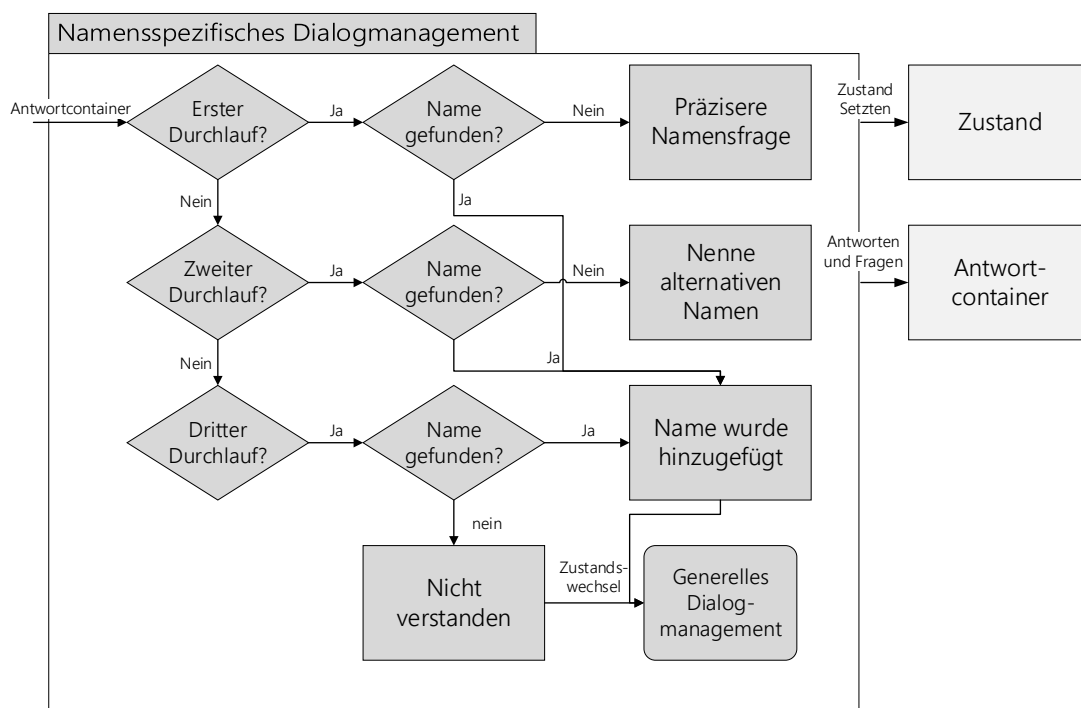 Namensspezifisches Dialogmanagement
Antwortcontainer
Erster
Durchlauf?
Ja
Name
gefunden?
Nein
Präzisere
Namensfrage
Zustand
Setzten
Zustand
Nein
Ja
Zweiter
Durchlauf?
Ja
Name
gefunden?
Nein
Nenne
alternativen
Namen
Antworten
und Fragen
Antwort-
container
Nein
Ja
Dritter
Durchlauf?
Ja
Name
gefunden?
Ja
Name wurde
hinzugefügt
nein
Nicht
verstanden
Zustands-
wechsel
Generelles
Dialog-
management